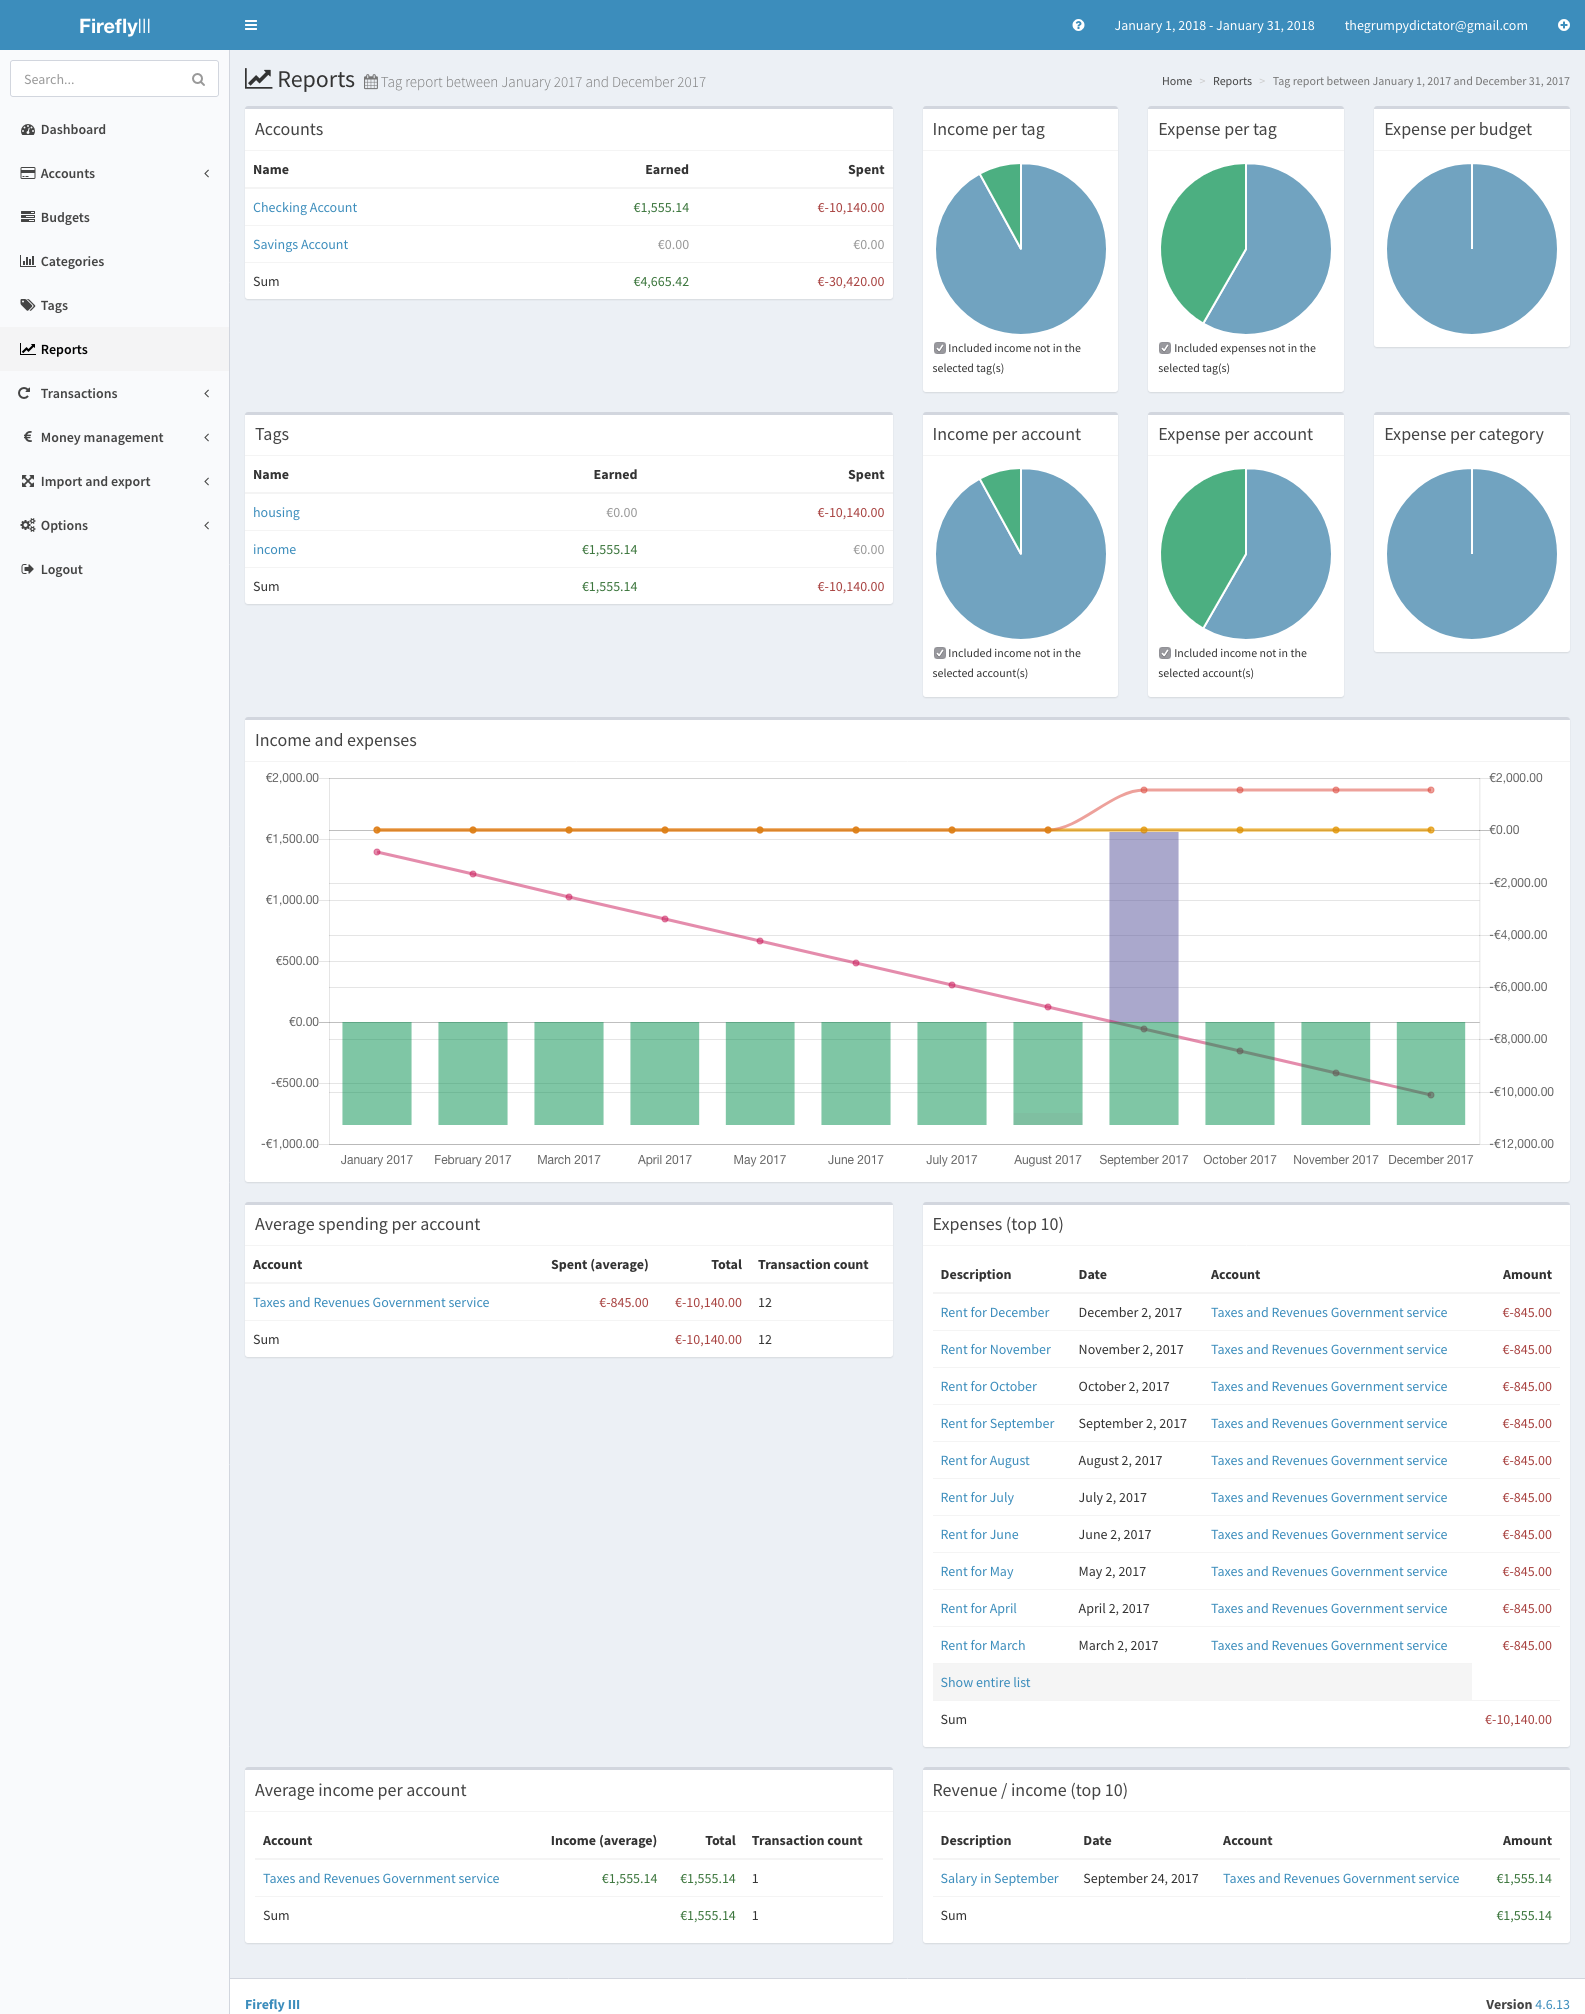 FireflyIII
January 1, 2018 - January 31, 2018 thegrumpydictator@gmail.com
Search...
Dashboard
Accounts
Budgets
Categories
Tags
Reports
Transactions
€ Money management
Import and export
Options
Logout
Reports Tag report between January 2017 and December 2017
Home > Reports > Tag report between January 1, 2017 and December 31, 2017
Accounts
Name Earned Spent
Checking Account €1,555.14 €-10,140.00
Savings Account €0.00 €0.00
Sum €4,665.42 €-30,420.00
Income per tag
Included income not in the
selected tag(s)
Expense per tag
Included expenses not in the
selected tag(s)
Expense per budget
Tags
Name Earned Spent
housing €0.00 €-10,140.00
income €1,555.14 €0.00
Sum €1,555.14 €-10,140.00
Income per account
Included income not in the
selected account(s)
Expense per account
Included income not in the
selected account(s)
Expense per category
Income and expenses
€2,000.00
€1,500.00
€1,000.00
€500.00
€0.00
-€500.00
-€1,000.00
€2,000.00
€0.00
-€2,000.00
-€4,000.00
-€6,000.00
-€8,000.00
-€10,000.00
-€12,000.00
January 2017 February 2017 March 2017 April 2017 May 2017 June 2017 July 2017 August 2017 September 2017 October 2017 November 2017 December 2017
Average spending per account
Account Spent (average) Total Transaction count
Taxes and Revenues Government service €-845.00 €-10,140.00 12
Sum €-10,140.00 12
Expenses (top 10)
Description Date Account Amount
Rent for December December 2, 2017 Taxes and Revenues Government service €-845.00
Rent for November November 2, 2017 Taxes and Revenues Government service €-845.00
Rent for October October 2, 2017 Taxes and Revenues Government service €-845.00
Rent for September September 2, 2017 Taxes and Revenues Government service €-845.00
Rent for August August 2, 2017 Taxes and Revenues Government service €-845.00
Rent for July July 2, 2017 Taxes and Revenues Government service €-845.00
Rent for June June 2, 2017 Taxes and Revenues Government service €-845.00
Rent for May May 2, 2017 Taxes and Revenues Government service €-845.00
Rent for April April 2, 2017 Taxes and Revenues Government service €-845.00
Rent for March March 2, 2017 Taxes and Revenues Government service €-845.00
Show entire list
Sum €-10,140.00
Average income per account
Account Income (average) Total Transaction count
Taxes and Revenues Government service €1,555.14 €1,555.14 1
Sum €1,555.14 1
Revenue / income (top 10)
Description Date Account Amount
Salary in September September 24, 2017 Taxes and Revenues Government service €1,555.14
Sum €1,555.14
Firefly III
Version 4.6.13